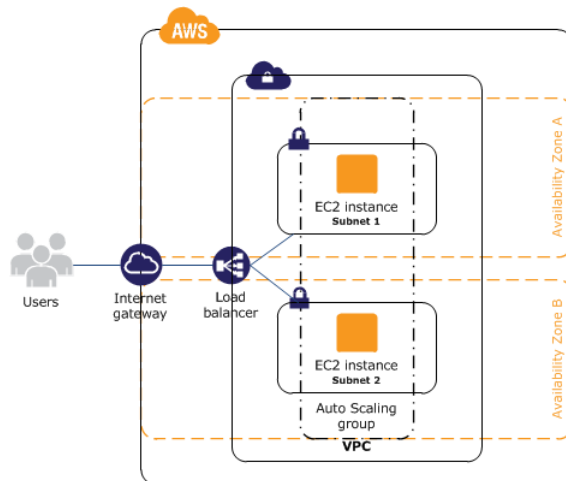 AWS
Availability Zone A
EC2 instance
Subnet 1
Users
Internet
gateway
Load
balancer
Availability Zone B
EC2 instance
Subnet 2
Auto Scaling
group
VPC